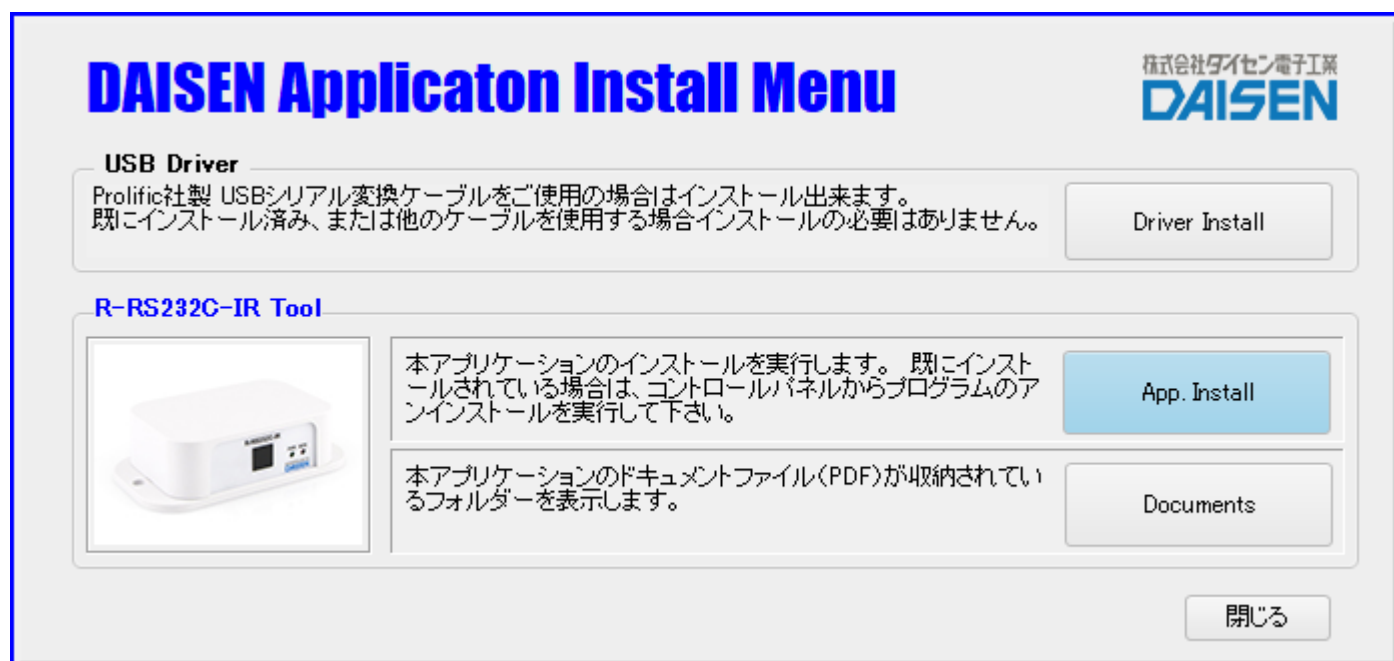 DAISEN Applicaton Install Menu
株式会社ダイセン電子工業
DAISEN
USB Driver
Prolific社製 USBシリアル変換ケーブルをご使用の場合はインストール出来ます。
既にインストール済み、または他のケーブルを使用する場合インストールの必要はありません。
Driver Install
R-RS232C-IR Tool
本アプリケーションのインストールを実行します。 既にインスト
ールされている場合は、コントロールパネルからプログラムのア
ンインストールを実行して下さい。
App. Install
本アプリケーションのドキュメントファイル(PDF)が収納されてい
るフォルダーを表示します。
Documents
閉じる